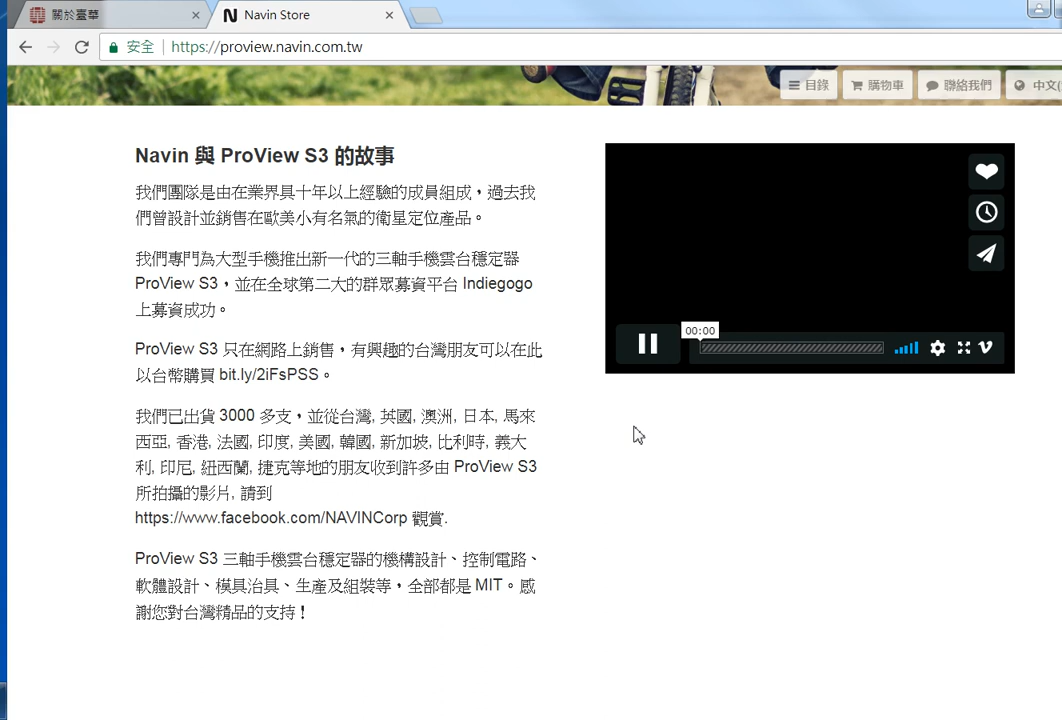 關於臺華
Navin Store
安全
https://proview.navin.com.tw
目錄
購物車
聯絡我們
中文(
Navin 與 ProView S3 的故事
我們團隊是由在業界具十年以上經驗的成員組成，過去我
們曾設計並銷售在歐美小有名氣的衛星定位產品。
我們專門為大型手機推出新一代的三軸手機雲台穩定器
ProView S3，並在全球第二大的群眾募資平台 Indiegogo
上募資成功。
ProView S3 只在網路上銷售，有興趣的台灣朋友可以在此
以台幣購買 bit.ly/2iFsPSS。
我們已出貨 3000 多支，並從台灣, 英國, 澳洲, 日本, 馬來
西亞, 香港, 法國, 印度, 美國, 韓國, 新加坡, 比利時, 義大
利, 印尼, 紐西蘭, 捷克等地的朋友收到許多由 ProView S3
所拍攝的影片, 請到
https://www.facebook.com/NAVINCorp 觀賞.
ProView S3 三軸手機雲台穩定器的機構設計、控制電路、
軟體設計、模具治具、生產及組裝等，全部都是 MIT。感
謝您對台灣精品的支持！
00:00